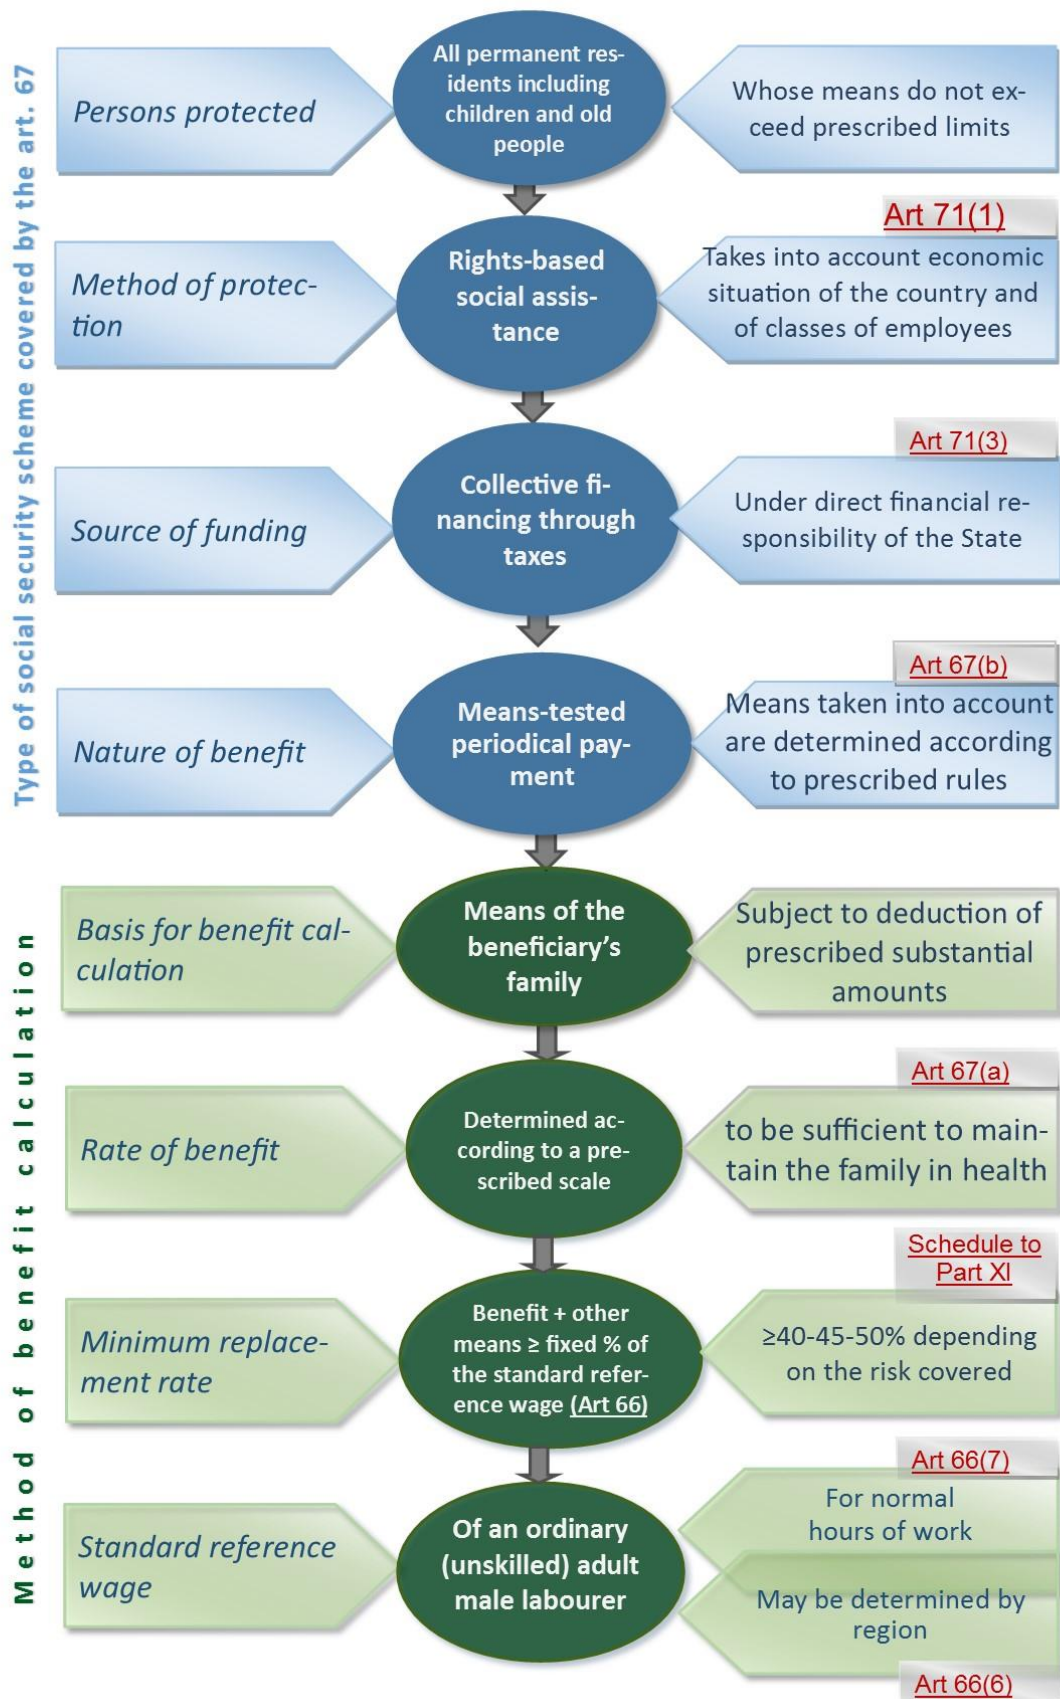 Type of social security scheme covered by the art. 67
Persons protected
All permanent res-
idents including
children and old
people
Whose means do not ex-
ceed prescribed limits
Method of protec-
tion
Rights-based
social assis-
tance
Art 71(1)
Takes into account economic
situation of the country and
of classes of employees
Source of funding
Collective fi-
nancing through
taxes
Art 71(3)
Under direct financial re-
sponsibility of the State
Nature of benefit
Means-tested
periodical pay-
ment
Art 67(b)
Means taken into account
are determined according
to prescribed rules
Method of benefit calculation
Basis for benefit cal-
culation
Means of the
beneficiary's
family
Subject to deduction of
prescribed substantial
amounts
Rate of benefit
Determined ac-
cording to a pre-
scribed scale
Art 67(a)
to be sufficient to main-
tain the family in health
Minimum replace-
ment rate
Benefit + other
means ≥ fixed % of
the standard refer-
ence wage (Art 66)
Schedule to
Part XI
≥40-45-50% depending
on the risk covered
Standard reference
wage
Of an ordinary
(unskilled) adult
male labourer
Art 66(7)
For normal
hours of work
May be determined by
region
Art 66(6)